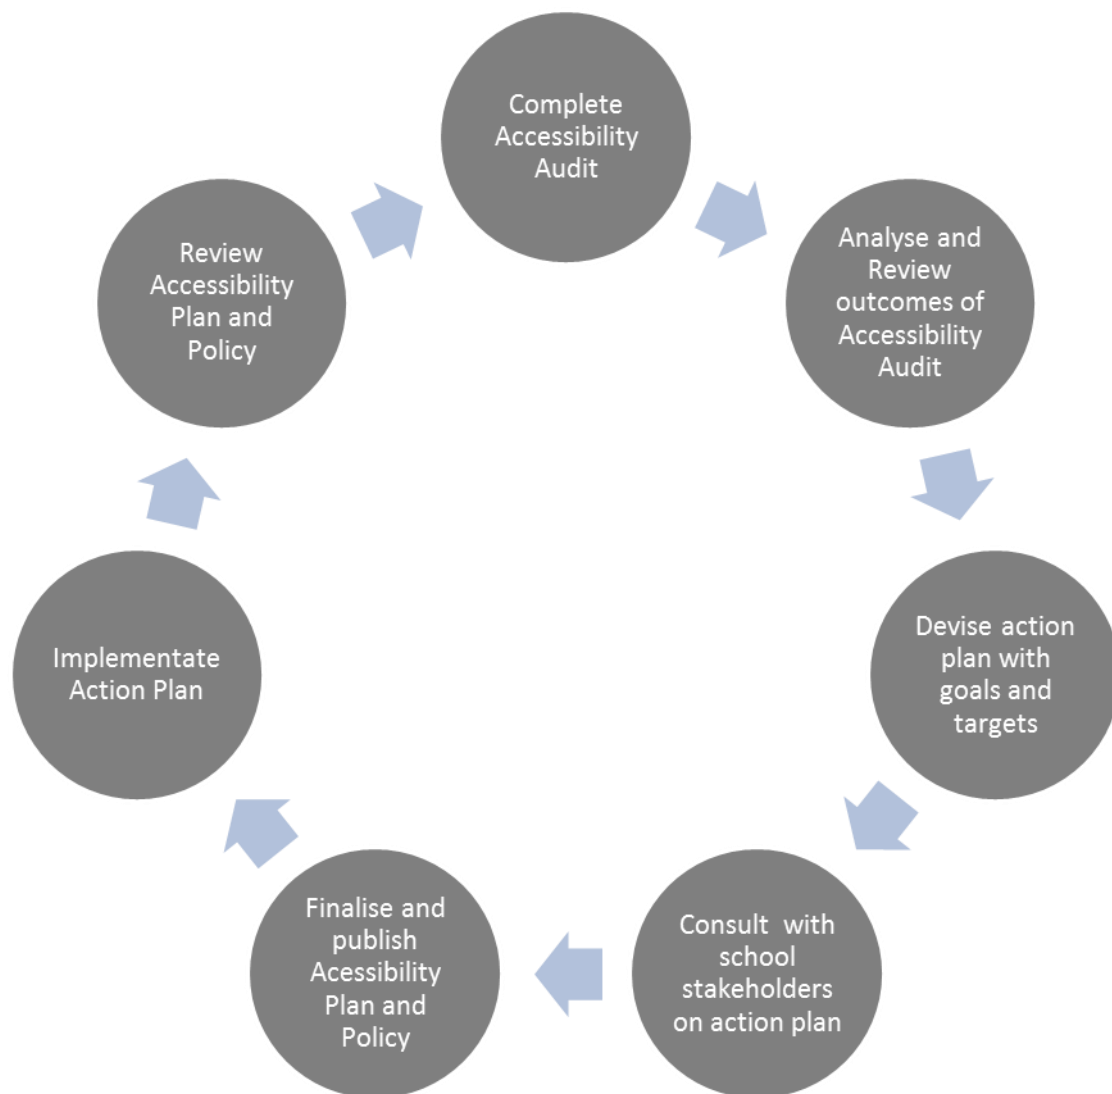 Complete
Accessibility
Audit
Analyse and
Review
outcomes of
Accessibility
Audit
Devise action
plan with
goals and
targets
Consult with
school
stakeholders
on action plan
Finalise and
publish
Acessibility
Plan and
Policy
Implementate
Action Plan
Review
Accessibility
Plan and
Policy